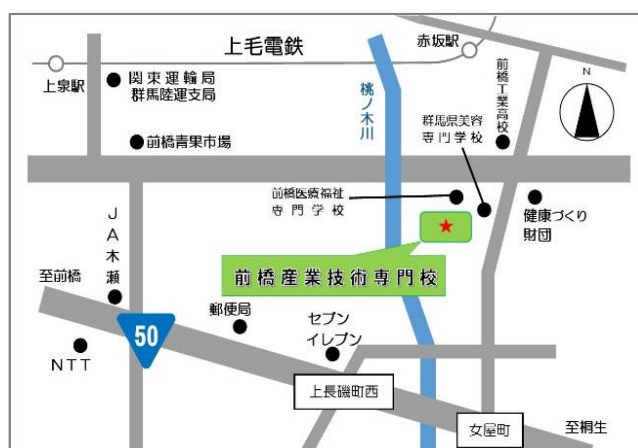 上毛電鉄
赤坂駅
上泉駅
関東運輸局
群馬陸運支局
桃ノ木川
前橋工業高校
N
群馬県美容
専門学校
前橋青果市場
前橋医療福祉
専門学校
健康づくり
財団
JA木瀬
前橋産業技術専門校
至前橋
郵便局
セブン
イレブン
50
NTT
上長磯町西
女屋町
至桐生